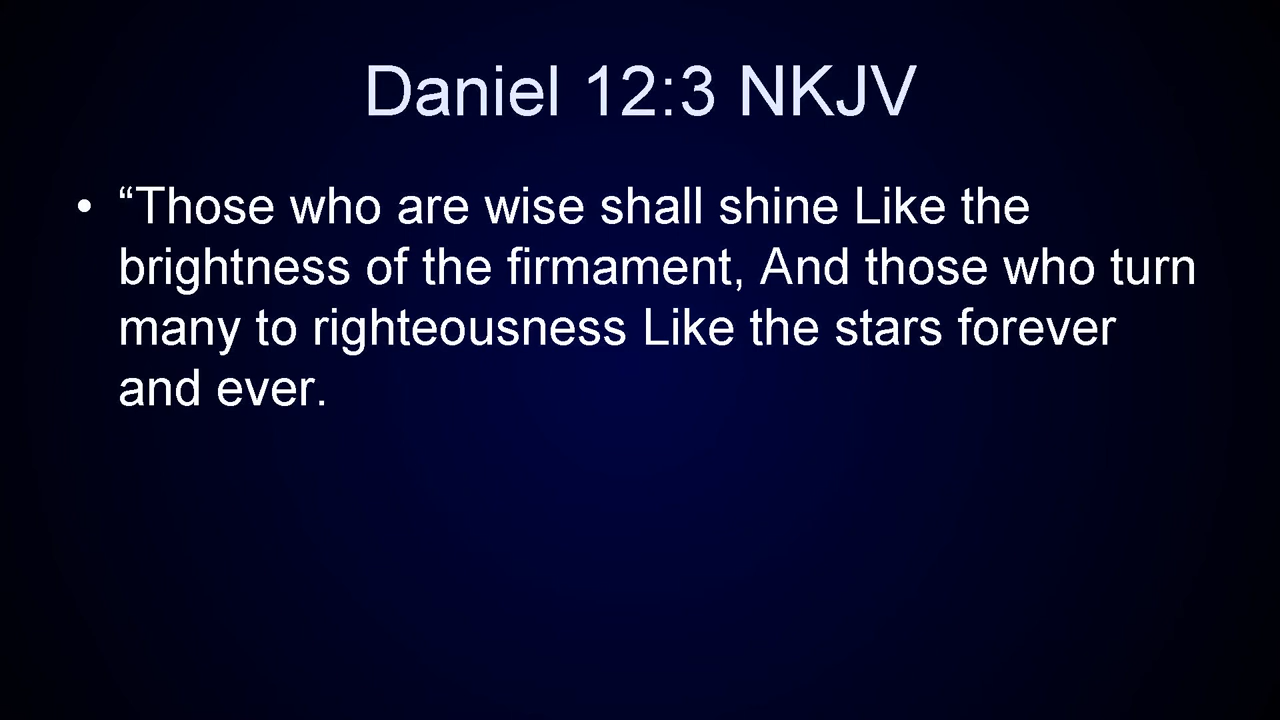 Daniel 12:3 NKJV
• “Those who are wise shall shine Like the
brightness of the firmament, And those who turn
many to righteousness Like the stars forever
and ever.